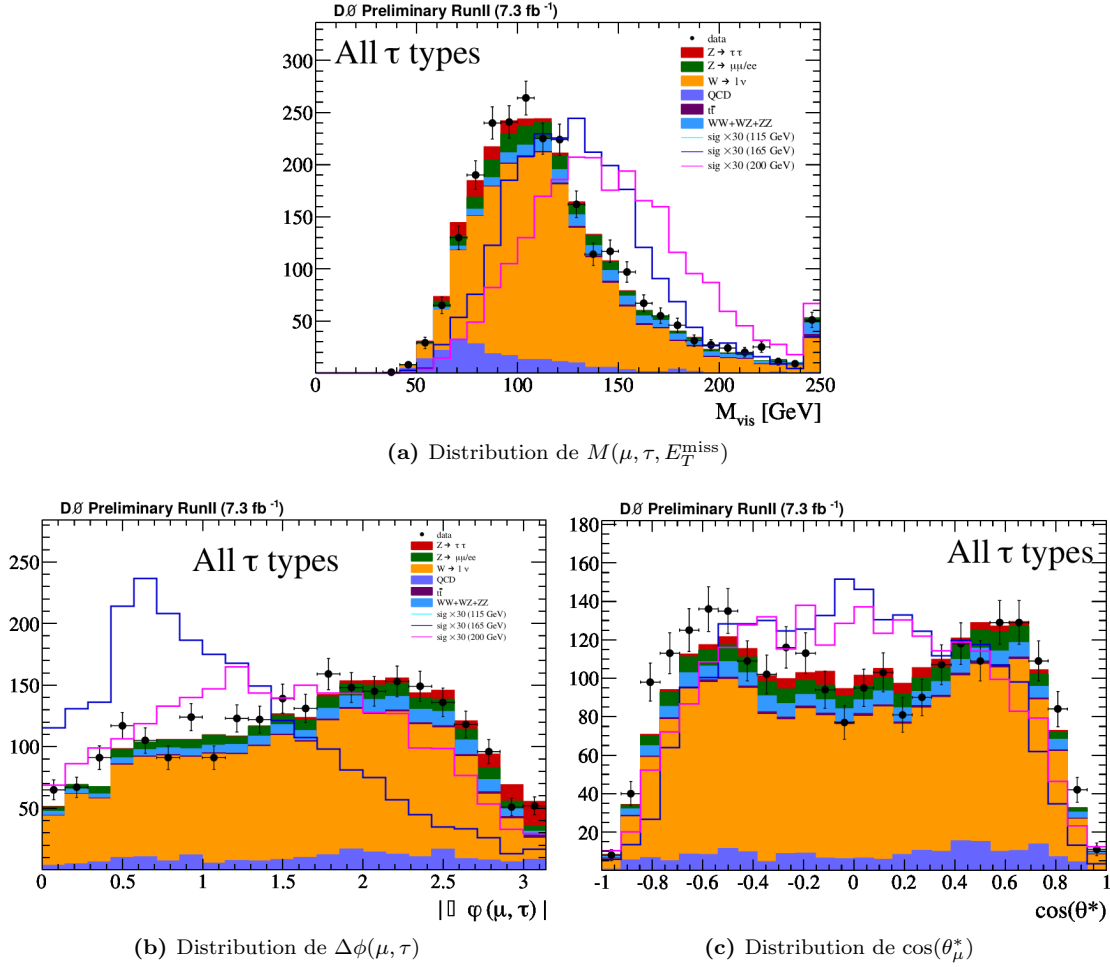 DØ Preliminary RunII (7.3 fb -1)
All τ types
data
Z→ ττ
Z→ μμ/ee
W→ lν
QCD
tt̄
WW+WZ+ZZ
sig ×30 (115 GeV)
sig ×30 (165 GeV)
sig ×30 (200 GeV)
300
250
200
150
100
50
0 50 100 150 200 250
M_vis [GeV]
(a) Distribution de M(μ, τ, E_T^miss)
DØ Preliminary RunII (7.3 fb -1)
All τ types
data
Z→ ττ
Z→ μμ/ee
W→ lν
QCD
tt̄
WW+WZ+ZZ
sig ×30 (115 GeV)
sig ×30 (165 GeV)
sig ×30 (200 GeV)
250
200
150
100
50
0 0.5 1 1.5 2 2.5 3
|▯ φ(μ, τ)|
(b) Distribution de Δϕ(μ, τ)
DØ Preliminary RunII (7.3 fb -1)
All τ types
180
160
140
120
100
80
60
40
20
-1 -0.8 -0.6 -0.4 -0.2 0 0.2 0.4 0.6 0.8 1
cos(θ*)
(c) Distribution de cos(θ*_μ)